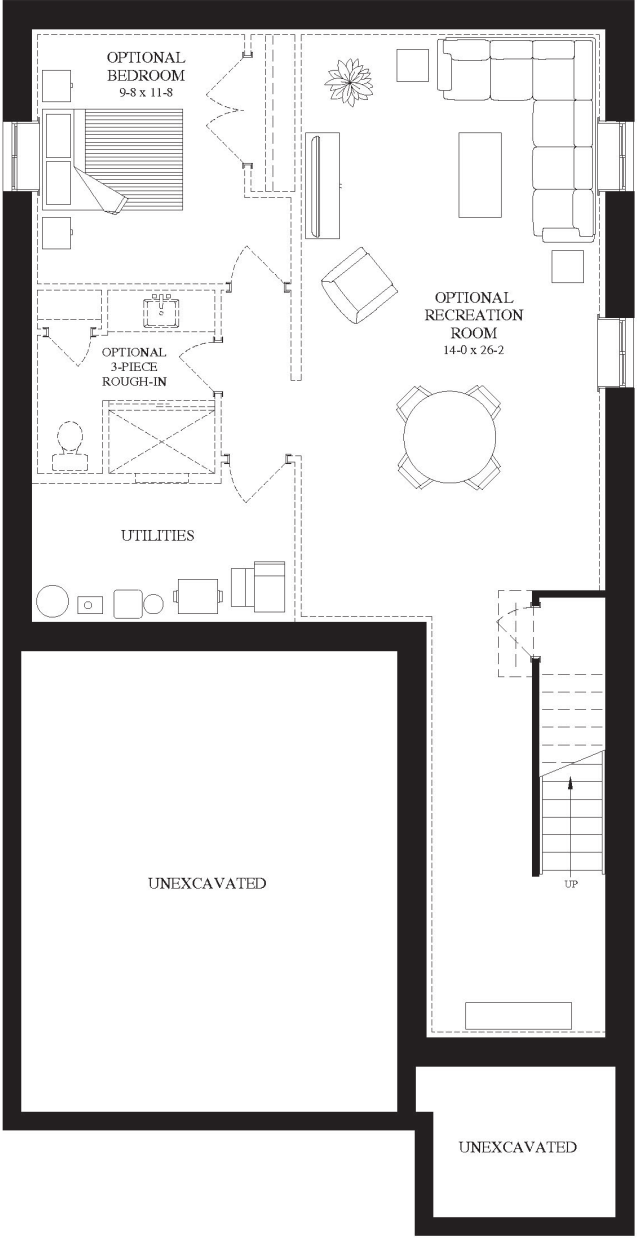 OPTIONAL
BEDROOM
9-8 x 11-8
OPTIONAL
RECREATION
ROOM
14-0 x 26-2
OPTIONAL
3-PIECE
ROUGH-IN
UTILITIES
UNEXCAVATED
UP
UNEXCAVATED